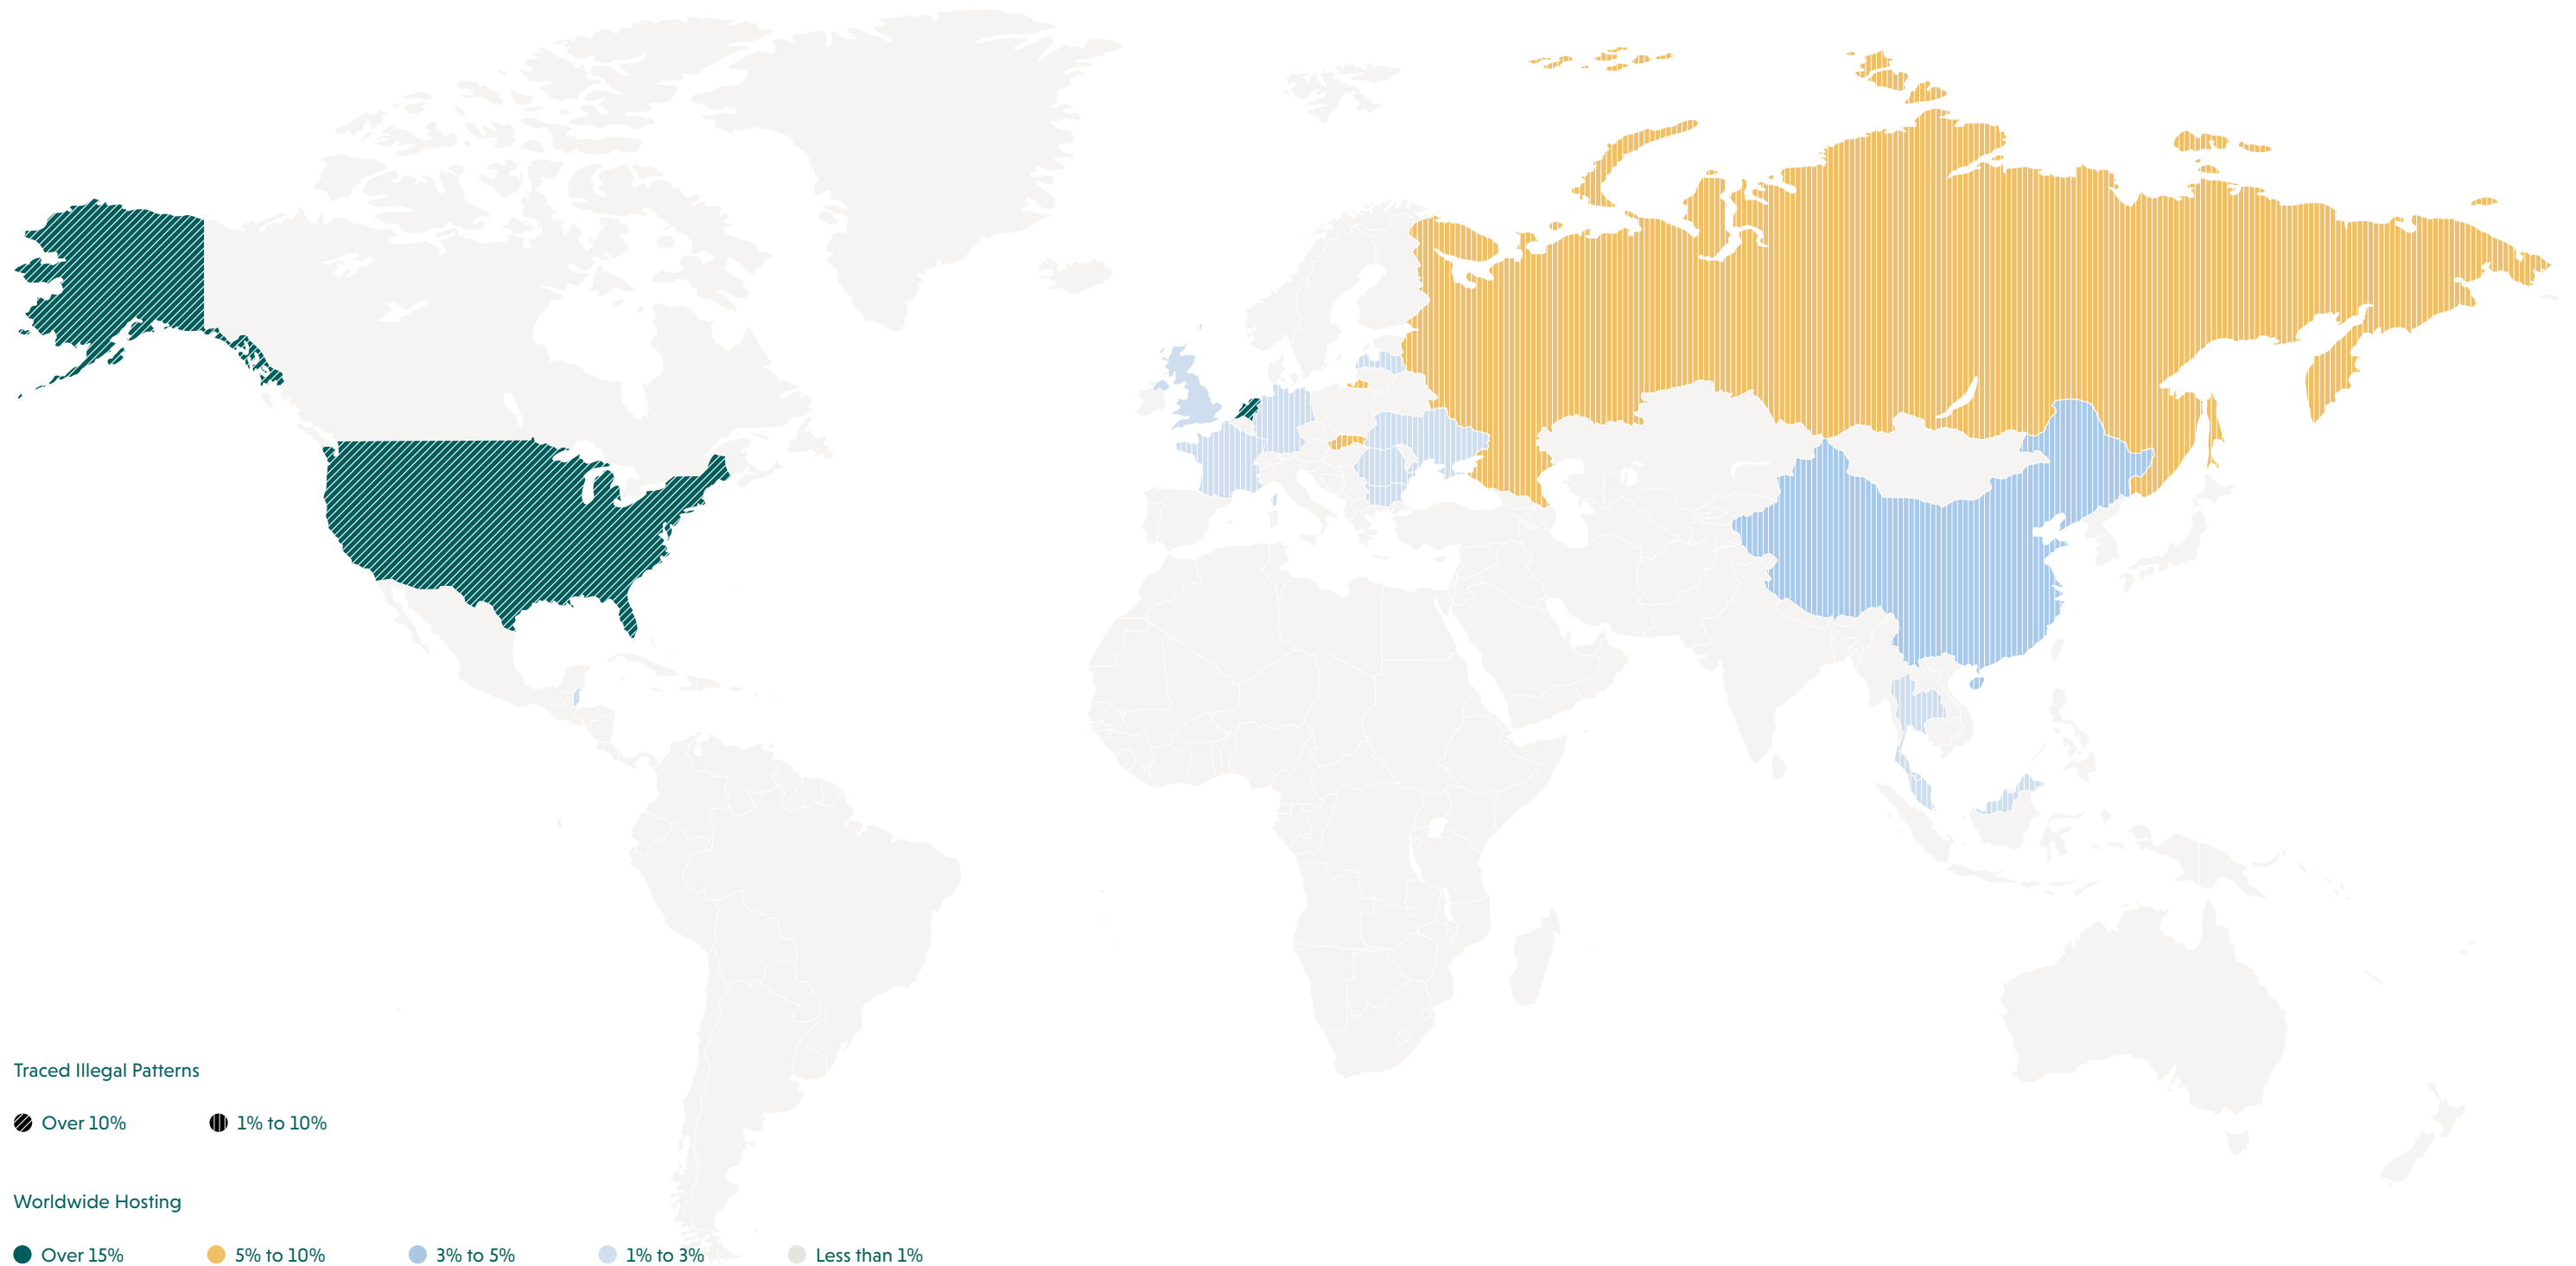 Traced Illegal Patterns
Over 10% 1% to 10%
Worldwide Hosting
Over 15% 5% to 10% 3% to 5% 1% to 3% Less than 1%